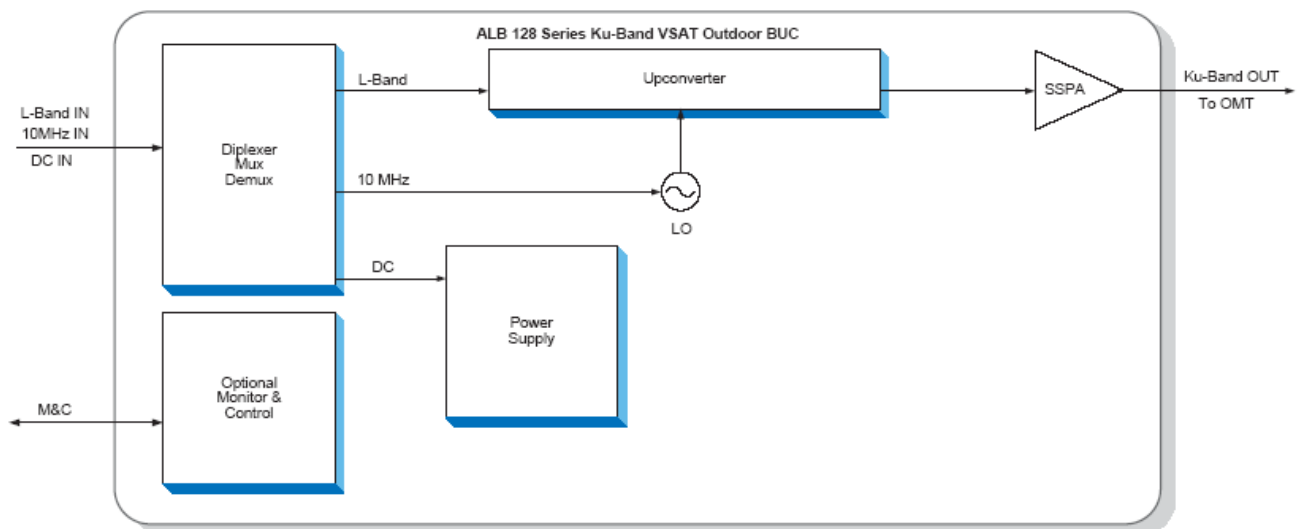 ALB 128 Series Ku-Band VSAT Outdoor BUC
L-Band IN
10MHz IN
DC IN
Diplexer
Mux
Demux
L-Band
Upconverter
SSPA
Ku-Band OUT
To OMT
10 MHz
LO
DC
Power
Supply
M&C
Optional
Monitor &
Control